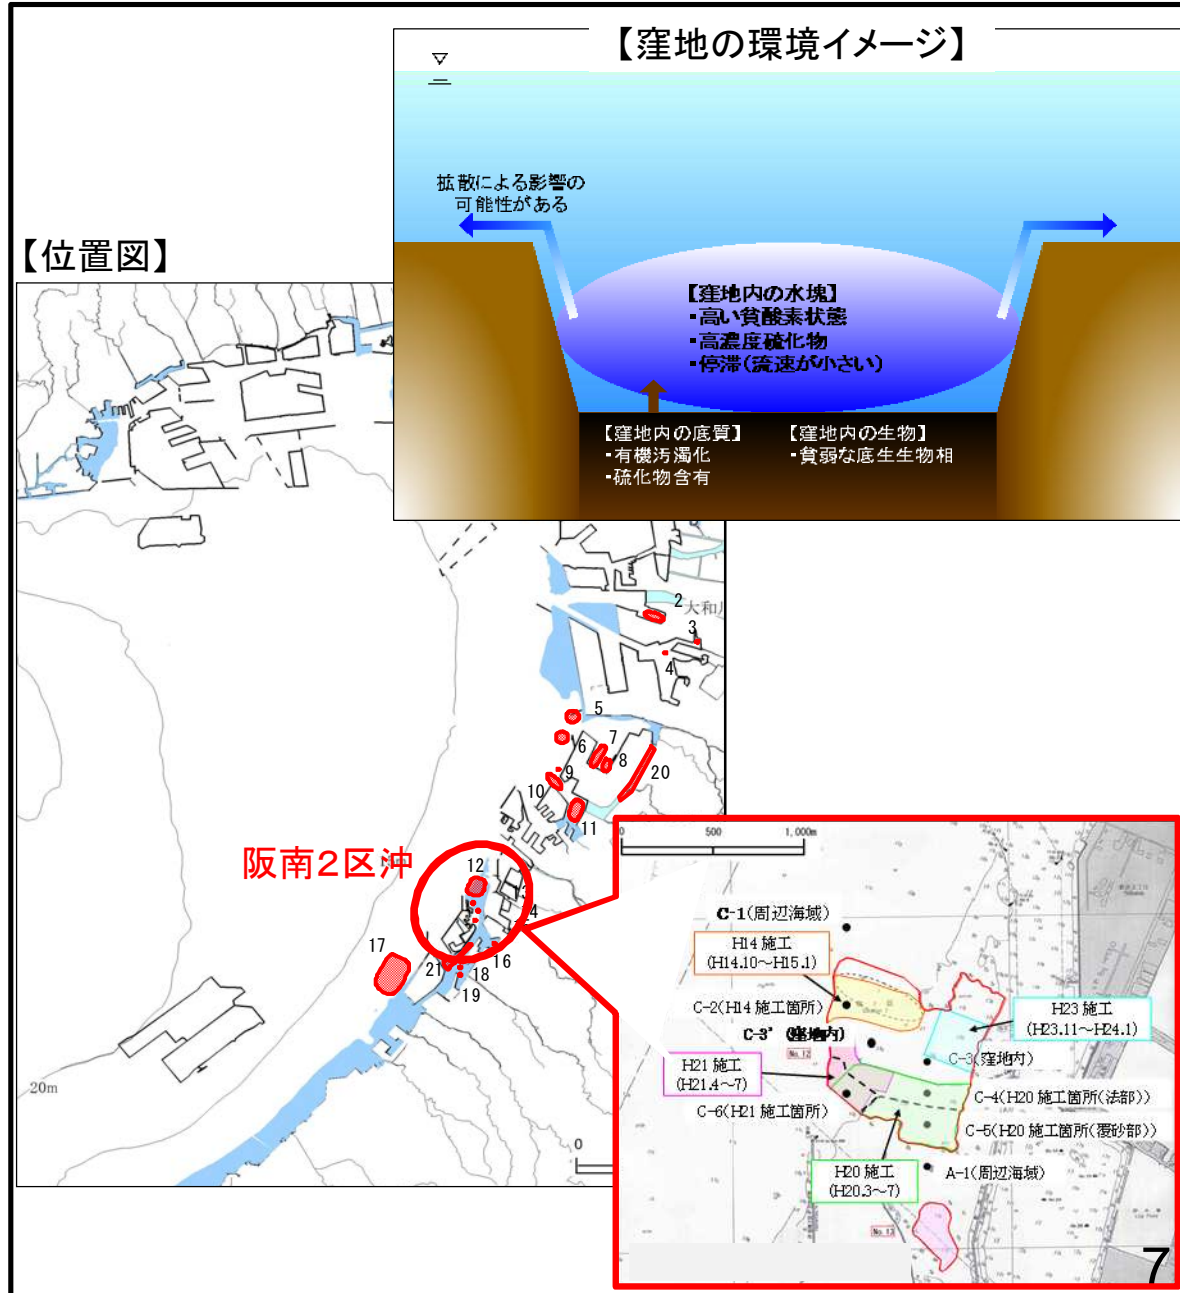 【窪地の環境イメージ】
拡散による影響の
可能性がある
【窪地内の水塊】
・高い貧酸素状態
・高濃度硫化物
・停滞(流速が小さい)
【窪地内の底質】
・有機汚濁化
・硫化物含有
【窪地内の生物】
・貧弱な底生生物相
【位置図】
2
大和川
3
4
5
6
7
8
9
20
10
11
阪南2区沖
12
17
16
21
18
19
20m
0
0 500 1,000m
C-1(周辺海域)
H14 施工
(H14.10～H15.1)
C-2(H14 施工箇所)
H23 施工
(H23.11～H24.1)
C-3'(窪地内)
No.12
C-3(窪地内)
H21 施工
(H21.4～7)
C-4(H20 施工箇所(法部))
C-6(H21 施工箇所)
C-5(H20 施工箇所(覆砂部))
H20 施工
(H20.3～7)
A-1(周辺海域)
No.13
7